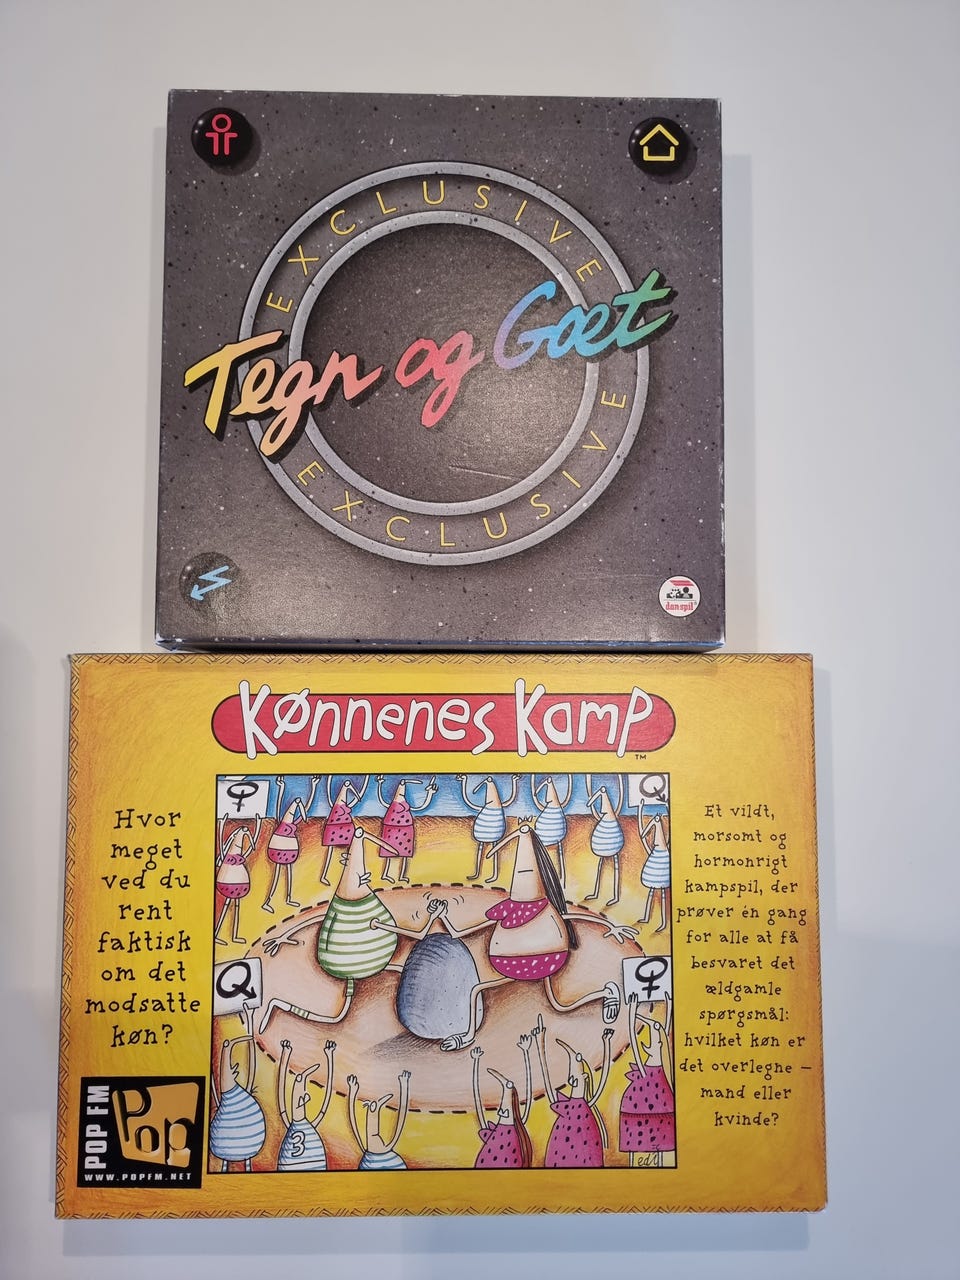 EXCLUSIVE
Tegn og Gæt
EXCLUSIVE
danspil
Kønnenes Kamp
TM
Hvor
meget
ved du
rent
faktisk
om det
modsatte
køn?
Et vildt,
morsomt og
hormonrigt
kampspil, der
prøver én gang
for alle at få
besvaret det
ældgamle
spørgsmål:
hvilket køn er
det overlegne –
mand eller
kvinde?
3
POP FM
Pop
WWW.POPFM.NET